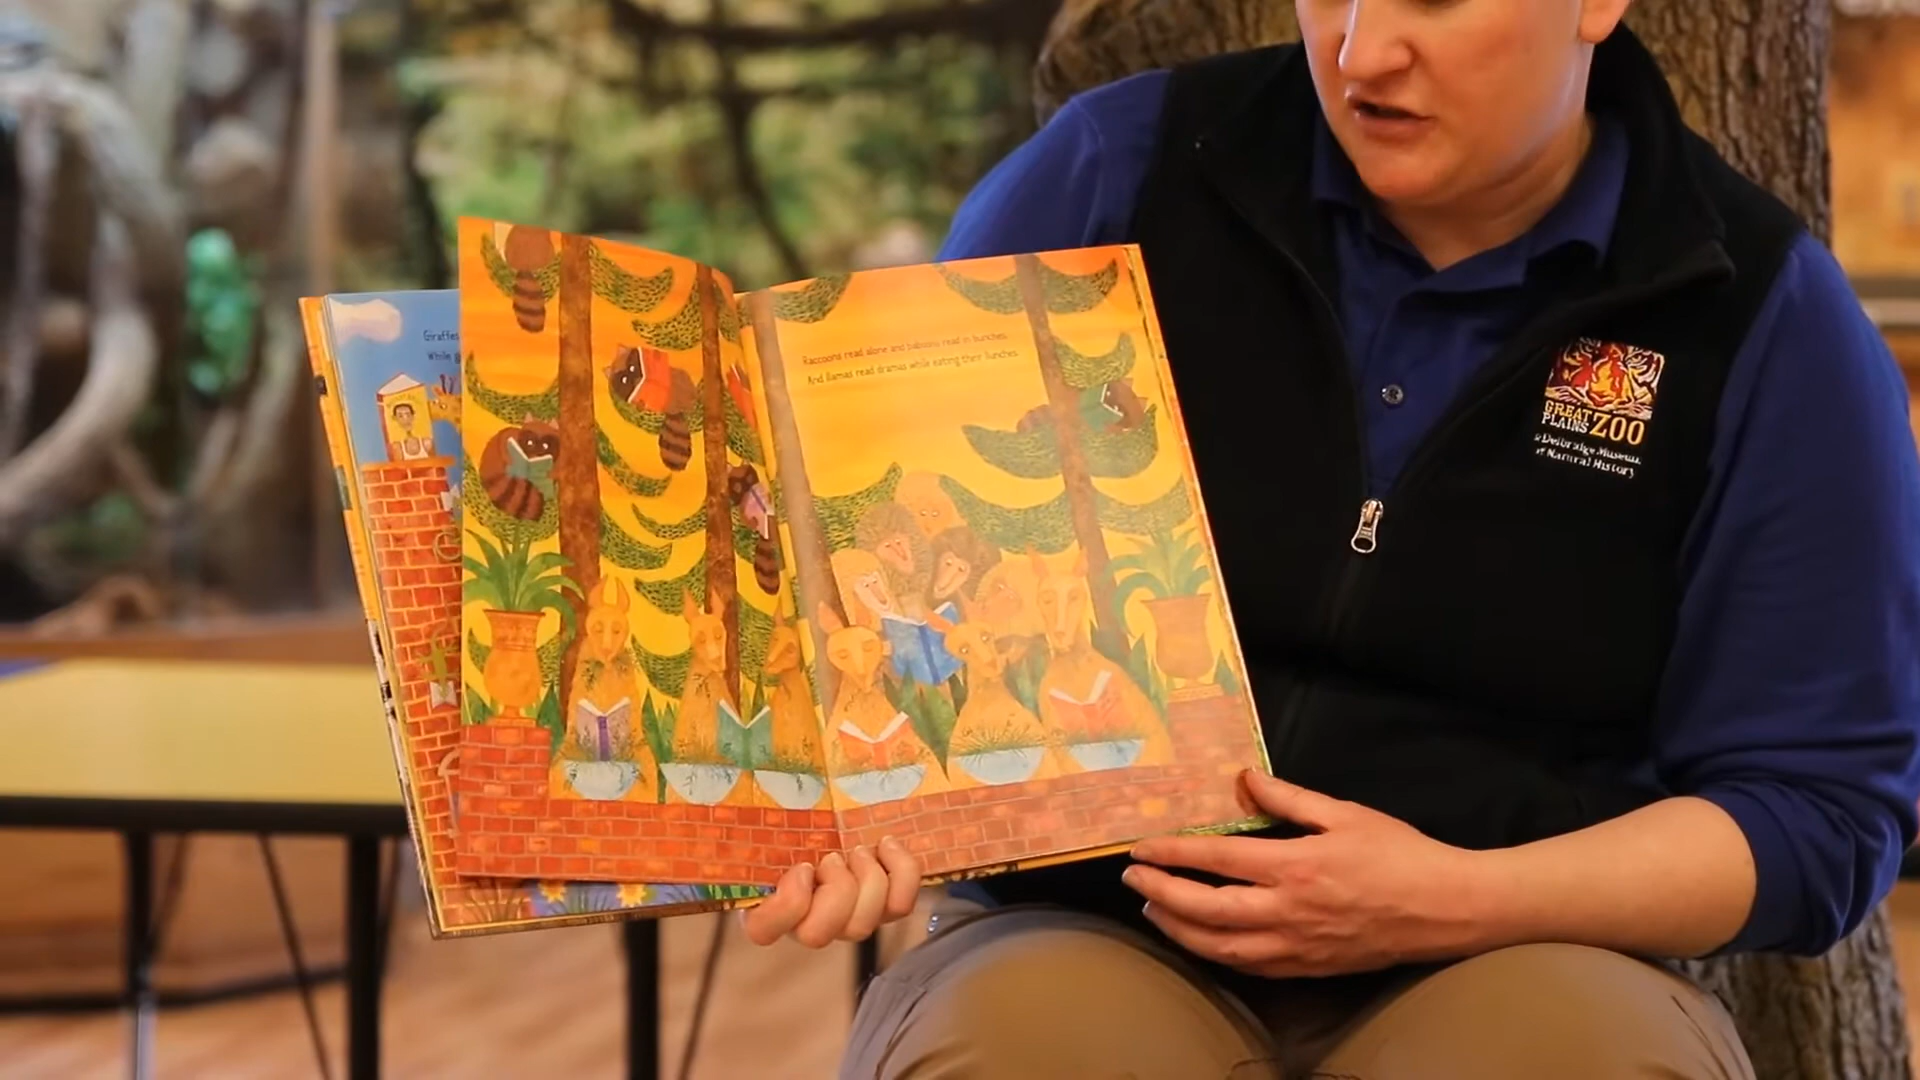 Giraffes
While g
Raccoons read alone and baboons read in bunches.
And llamas read dramas while eating their lunches.
GREAT
PLAINS ZOO
& Delbridge Museum
of Natural History